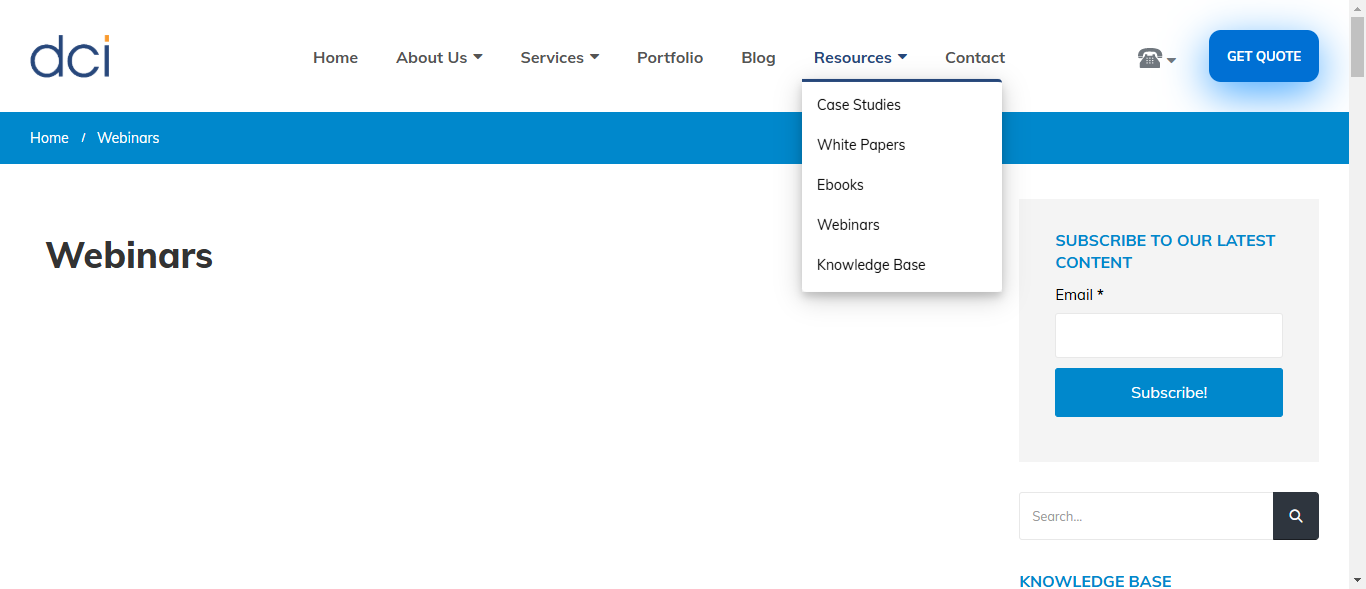 dci
Home
About Us
Services
Portfolio
Blog
Resources
Contact
GET QUOTE
Case Studies
White Papers
Ebooks
Webinars
Knowledge Base
Home / Webinars
Webinars
SUBSCRIBE TO OUR LATEST
CONTENT
Email *
Subscribe!
Search...
KNOWLEDGE BASE